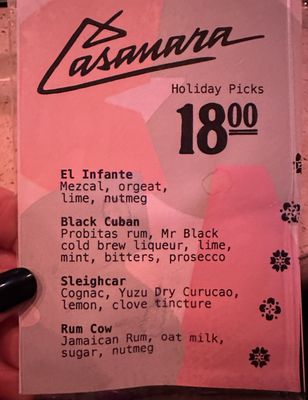 Casanara
Holiday Picks
18.00
El Infante
Mezcal, orgeat,
lime, nutmeg
Black Cuban
Probitas rum, Mr Black
cold brew liqueur, lime,
mint, bitters, prosecco
Sleighcar
Cognac, Yuzu Dry Curucao,
lemon, clove tincture
Rum Cow
Jamaican Rum, oat milk,
sugar, nutmeg